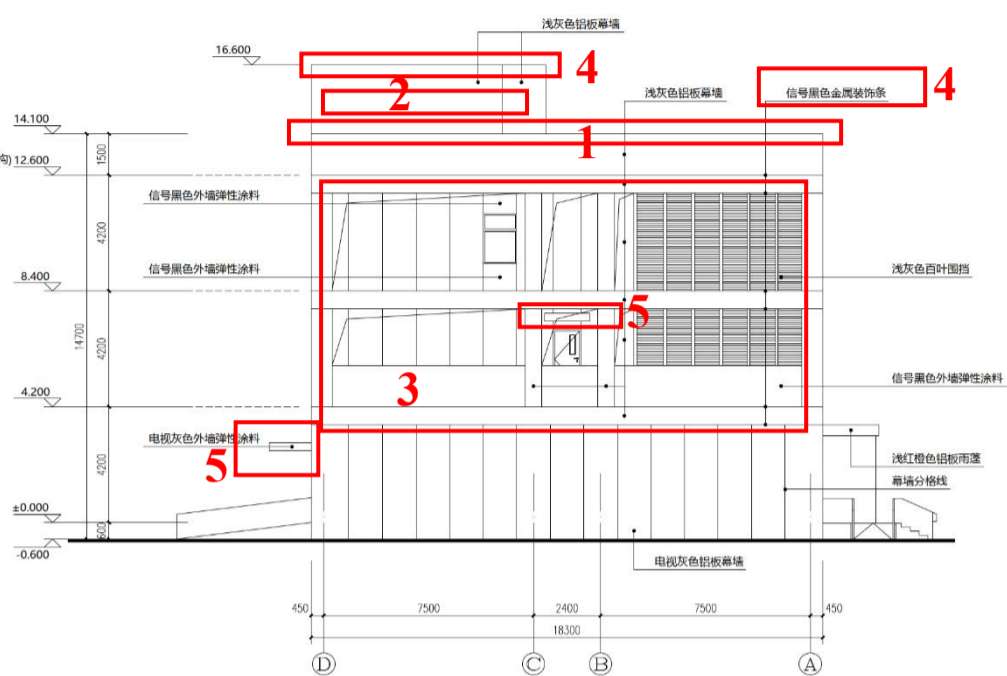 浅灰色铝板幕墙
16.600
4
2
浅灰色铝板幕墙
信号黑色金属装饰条
4
14.100
1
1500
沟) 12.600
信号黑色外墙弹性涂料
4200
信号黑色外墙弹性涂料
浅灰色百叶围挡
8.400
5
14700
4200
3
信号黑色外墙弹性涂料
4.200
电视灰色外墙弹性涂料
5
4200
浅红橙色铝板雨蓬
幕墙分格线
±0.000
600
-0.600
电视灰色铝板幕墙
450 7500 2400 7500 450
18300
D C B A